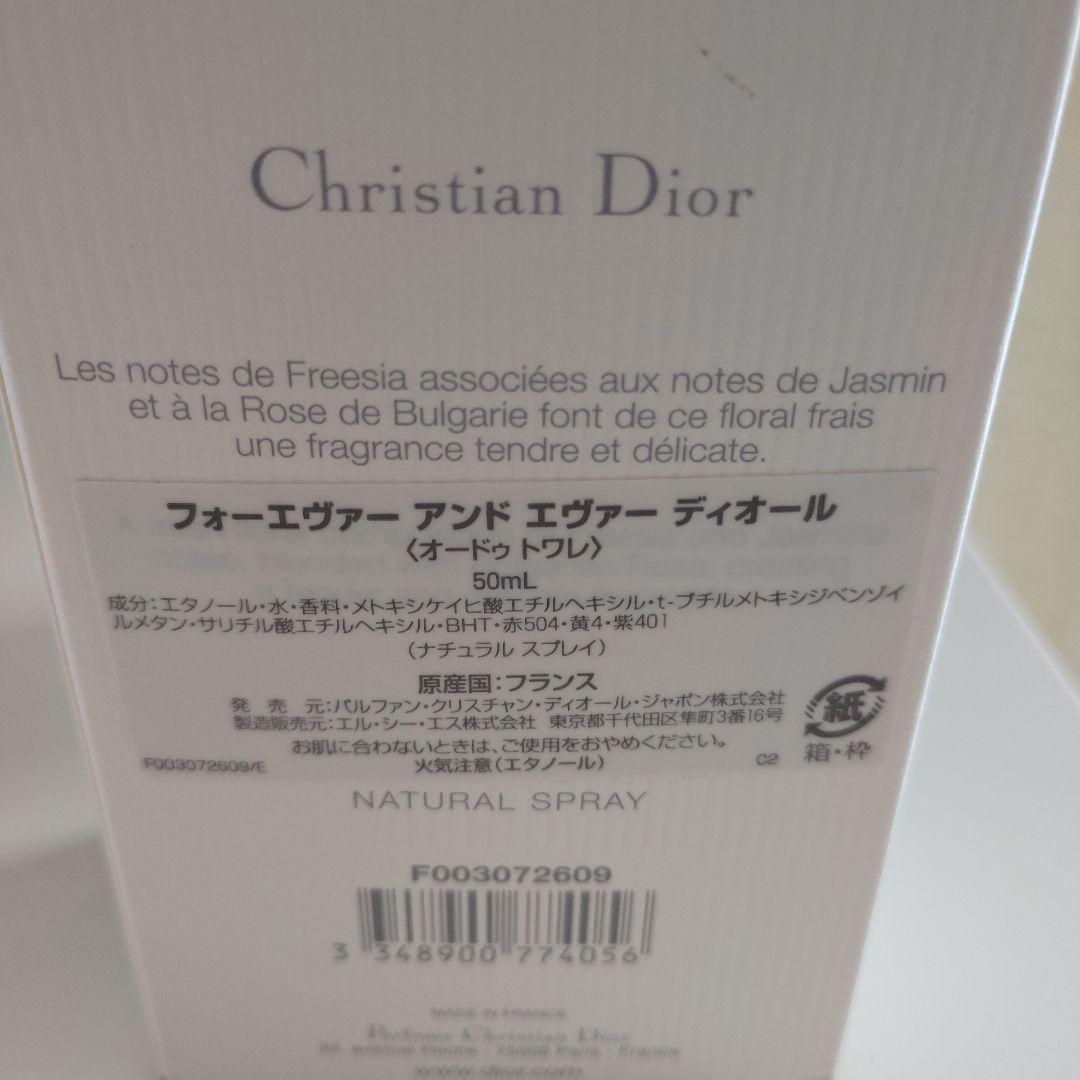 Christian Dior
Les notes de Freesia associées aux notes de Jasmin
et à la Rose de Bulgarie font de ce floral frais
une fragrance tendre et délicate.
フォーエヴァー アンド エヴァー ディオール
〈オードゥ トワレ〉
50mL
成分：エタノール・水・香料・メトキシケイヒ酸エチルヘキシル・t-ブチルメトキシジベンゾイ
ルメタン・サリチル酸エチルヘキシル・BHT・赤504・黄4・紫401
（ナチュラル スプレイ）
原産国：フランス
発 売 元：パルファン・クリスチャン・ディオール・ジャポン株式会社
製造販売元：エル・シー・エス株式会社 東京都千代田区隼町3番16号
お肌に合わないときは、ご使用をおやめください。
火気注意（エタノール）
F003072609/E
C2
紙
箱・枠
NATURAL SPRAY
F003072609
3 348900 774056
MADE IN FRANCE
Parfums Christian Dior
www.dior.com